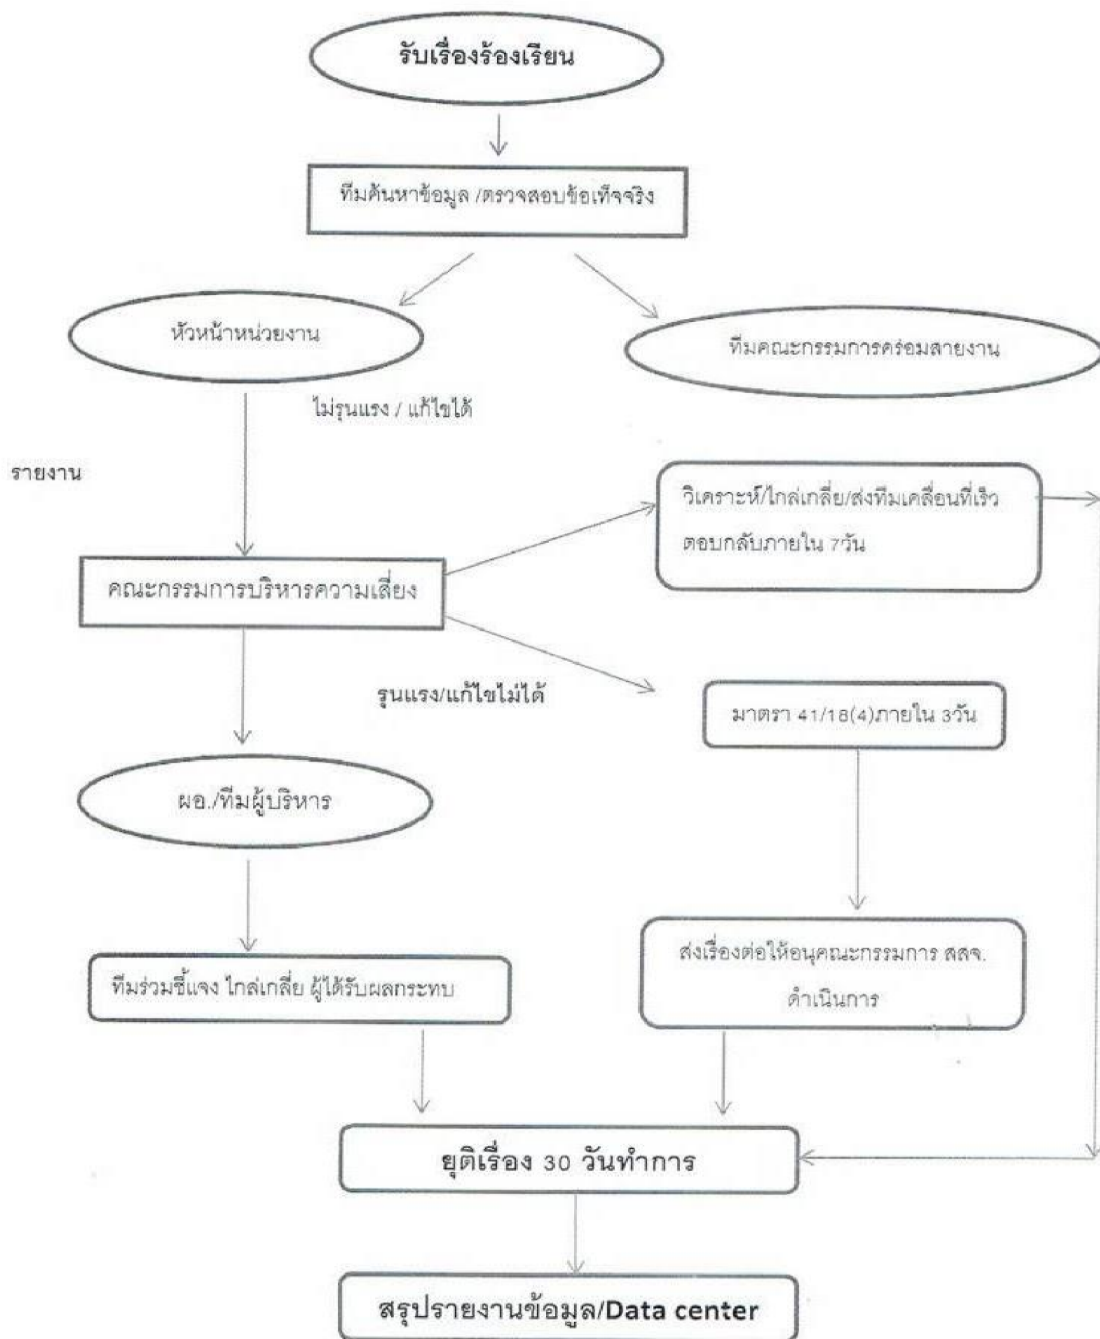 รับเรื่องร้องเรียน
ทีมค้นหาข้อมูล /ตรวจสอบข้อเท็จจริง
หัวหน้าหน่วยงาน
ทีมคณะกรรมการคร่อมสายงาน
ไม่รุนแรง / แก้ไขได้
รายงาน
วิเคราะห์/ไกล่เกลี่ย/ส่งทีมเคลื่อนที่เร็ว
ตอบกลับภายใน 7วัน
คณะกรรมการบริหารความเสี่ยง
รุนแรง/แก้ไขไม่ได้
มาตรา 41/18(4)ภายใน 3วัน
ผอ./ทีมผู้บริหาร
ส่งเรื่องต่อให้อนุคณะกรรมการ สสจ.
ดำเนินการ
ทีมร่วมชี้แจง ไกล่เกลี่ย ผู้ได้รับผลกระทบ
ยุติเรื่อง 30 วันทำการ
สรุปรายงานข้อมูล/Data center